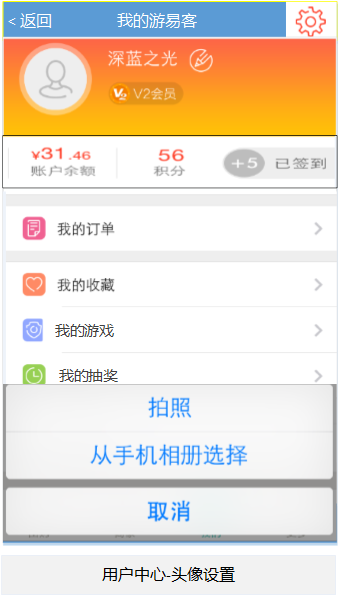 < 返回 我的游易客
深蓝之光
V2 V2会员
¥31.46 56 +5 已签到
账户余额 积分
我的订单
我的收藏
我的游戏
我的抽奖
拍照
从手机相册选择
取消
用户中心-头像设置